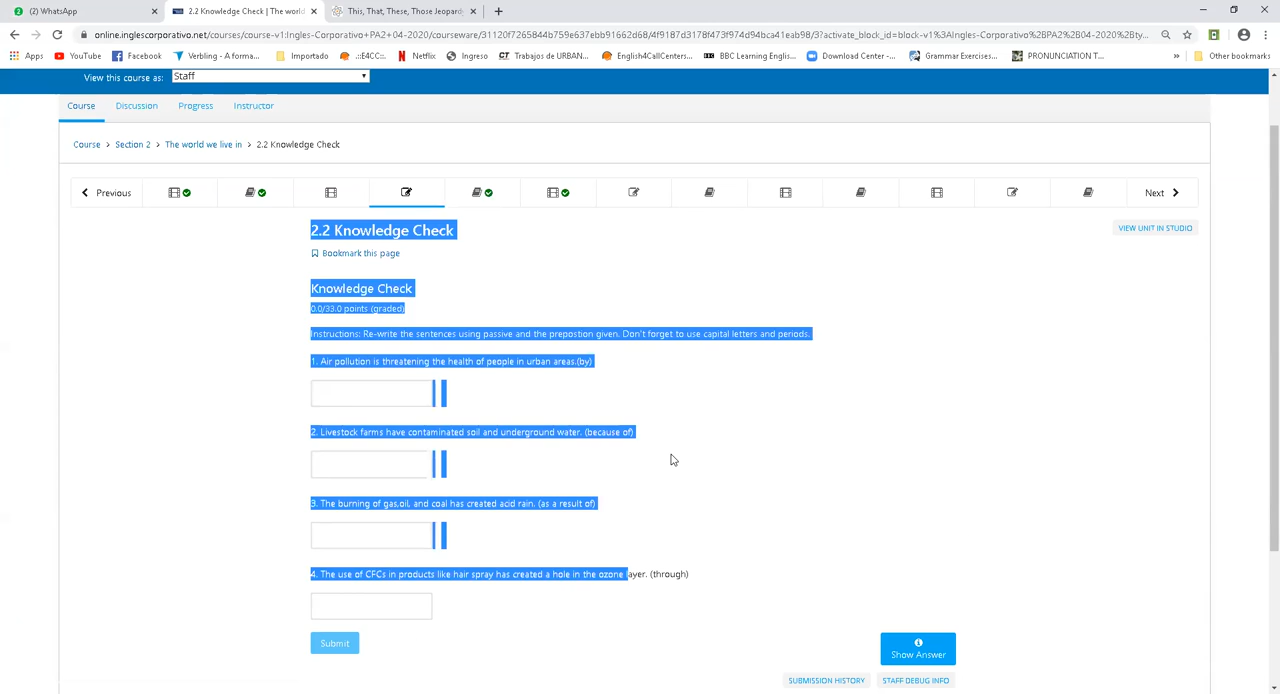 (2) WhatsApp
2.2 Knowledge Check | The world
This, That, These, Those Jeopard
online.inglescorporativo.net/courses/course-v1:Ingles-Corporativo+PA2+04-2020/courseware/31120f7265844b759e637ebb91662d68/4f9187d3178f473f974d94bca41eab98/3?activate_block_id=block-v1%3AIngles-Corporativo%2BPA2%2B04-2020%2Bty...
Apps YouTube Facebook Verbling - A forma... Importado .::E4CC::. Netflix Ingreso Trabajos de URBAN... English4CallCenters... BBC Learning Englis... Download Center -... Grammar Exercises... PRONUNCIATION T... » Other bookmarks
View this course as: Staff
Course Discussion Progress Instructor
Course > Section 2 > The world we live in > 2.2 Knowledge Check
Previous Next
2.2 Knowledge Check
VIEW UNIT IN STUDIO
Bookmark this page
Knowledge Check
0.0/33.0 points (graded)
Instructions: Re-write the sentences using passive and the prepostion given. Don't forget to use capital letters and periods.
1. Air pollution is threatening the health of people in urban areas.(by)
2. Livestock farms have contaminated soil and underground water. (because of)
3. The burning of gas,oil, and coal has created acid rain. (as a result of)
4. The use of CFCs in products like hair spray has created a hole in the ozone layer. (through)
Submit
Show Answer
SUBMISSION HISTORY STAFF DEBUG INFO